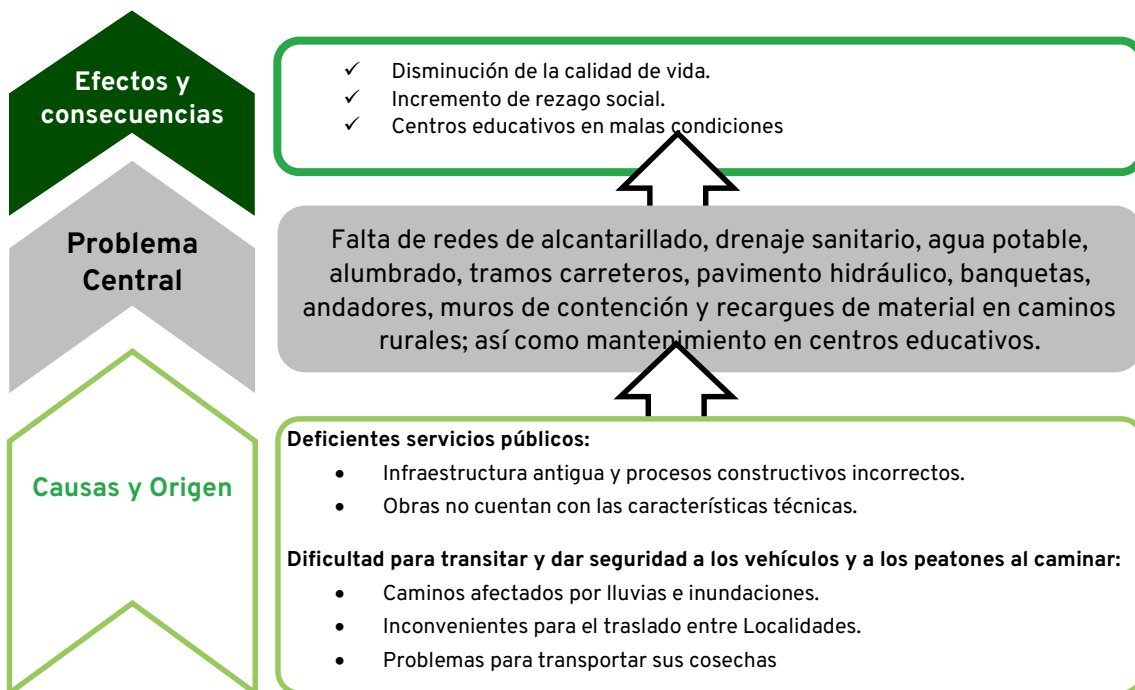 Efectos y
consecuencias
✓ Disminución de la calidad de vida.
✓ Incremento de rezago social.
✓ Centros educativos en malas condiciones
Problema
Central
Falta de redes de alcantarillado, drenaje sanitario, agua potable,
alumbrado, tramos carreteros, pavimento hidráulico, banquetas,
andadores, muros de contención y recargues de material en caminos
rurales; así como mantenimiento en centros educativos.
Causas y Origen
Deficientes servicios públicos:
• Infraestructura antigua y procesos constructivos incorrectos.
• Obras no cuentan con las características técnicas.
Dificultad para transitar y dar seguridad a los vehículos y a los peatones al caminar:
• Caminos afectados por lluvias e inundaciones.
• Inconvenientes para el traslado entre Localidades.
• Problemas para transportar sus cosechas